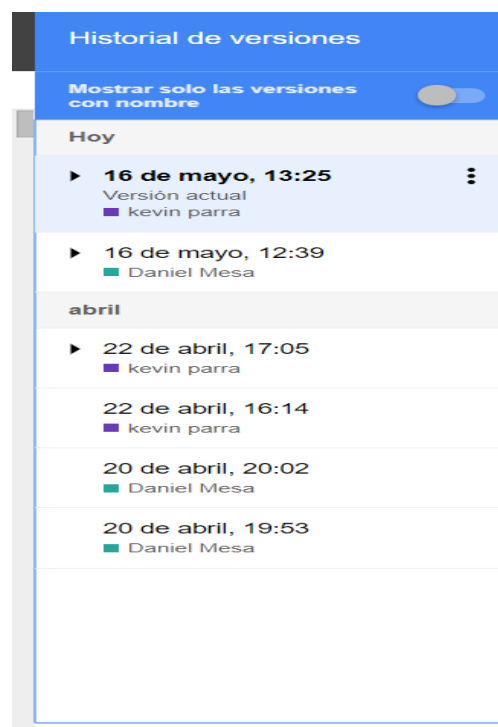 Historial de versiones
Mostrar solo las versiones
con nombre
Hoy
16 de mayo, 13:25
Versión actual
kevin parra
16 de mayo, 12:39
Daniel Mesa
abril
22 de abril, 17:05
kevin parra
22 de abril, 16:14
kevin parra
20 de abril, 20:02
Daniel Mesa
20 de abril, 19:53
Daniel Mesa